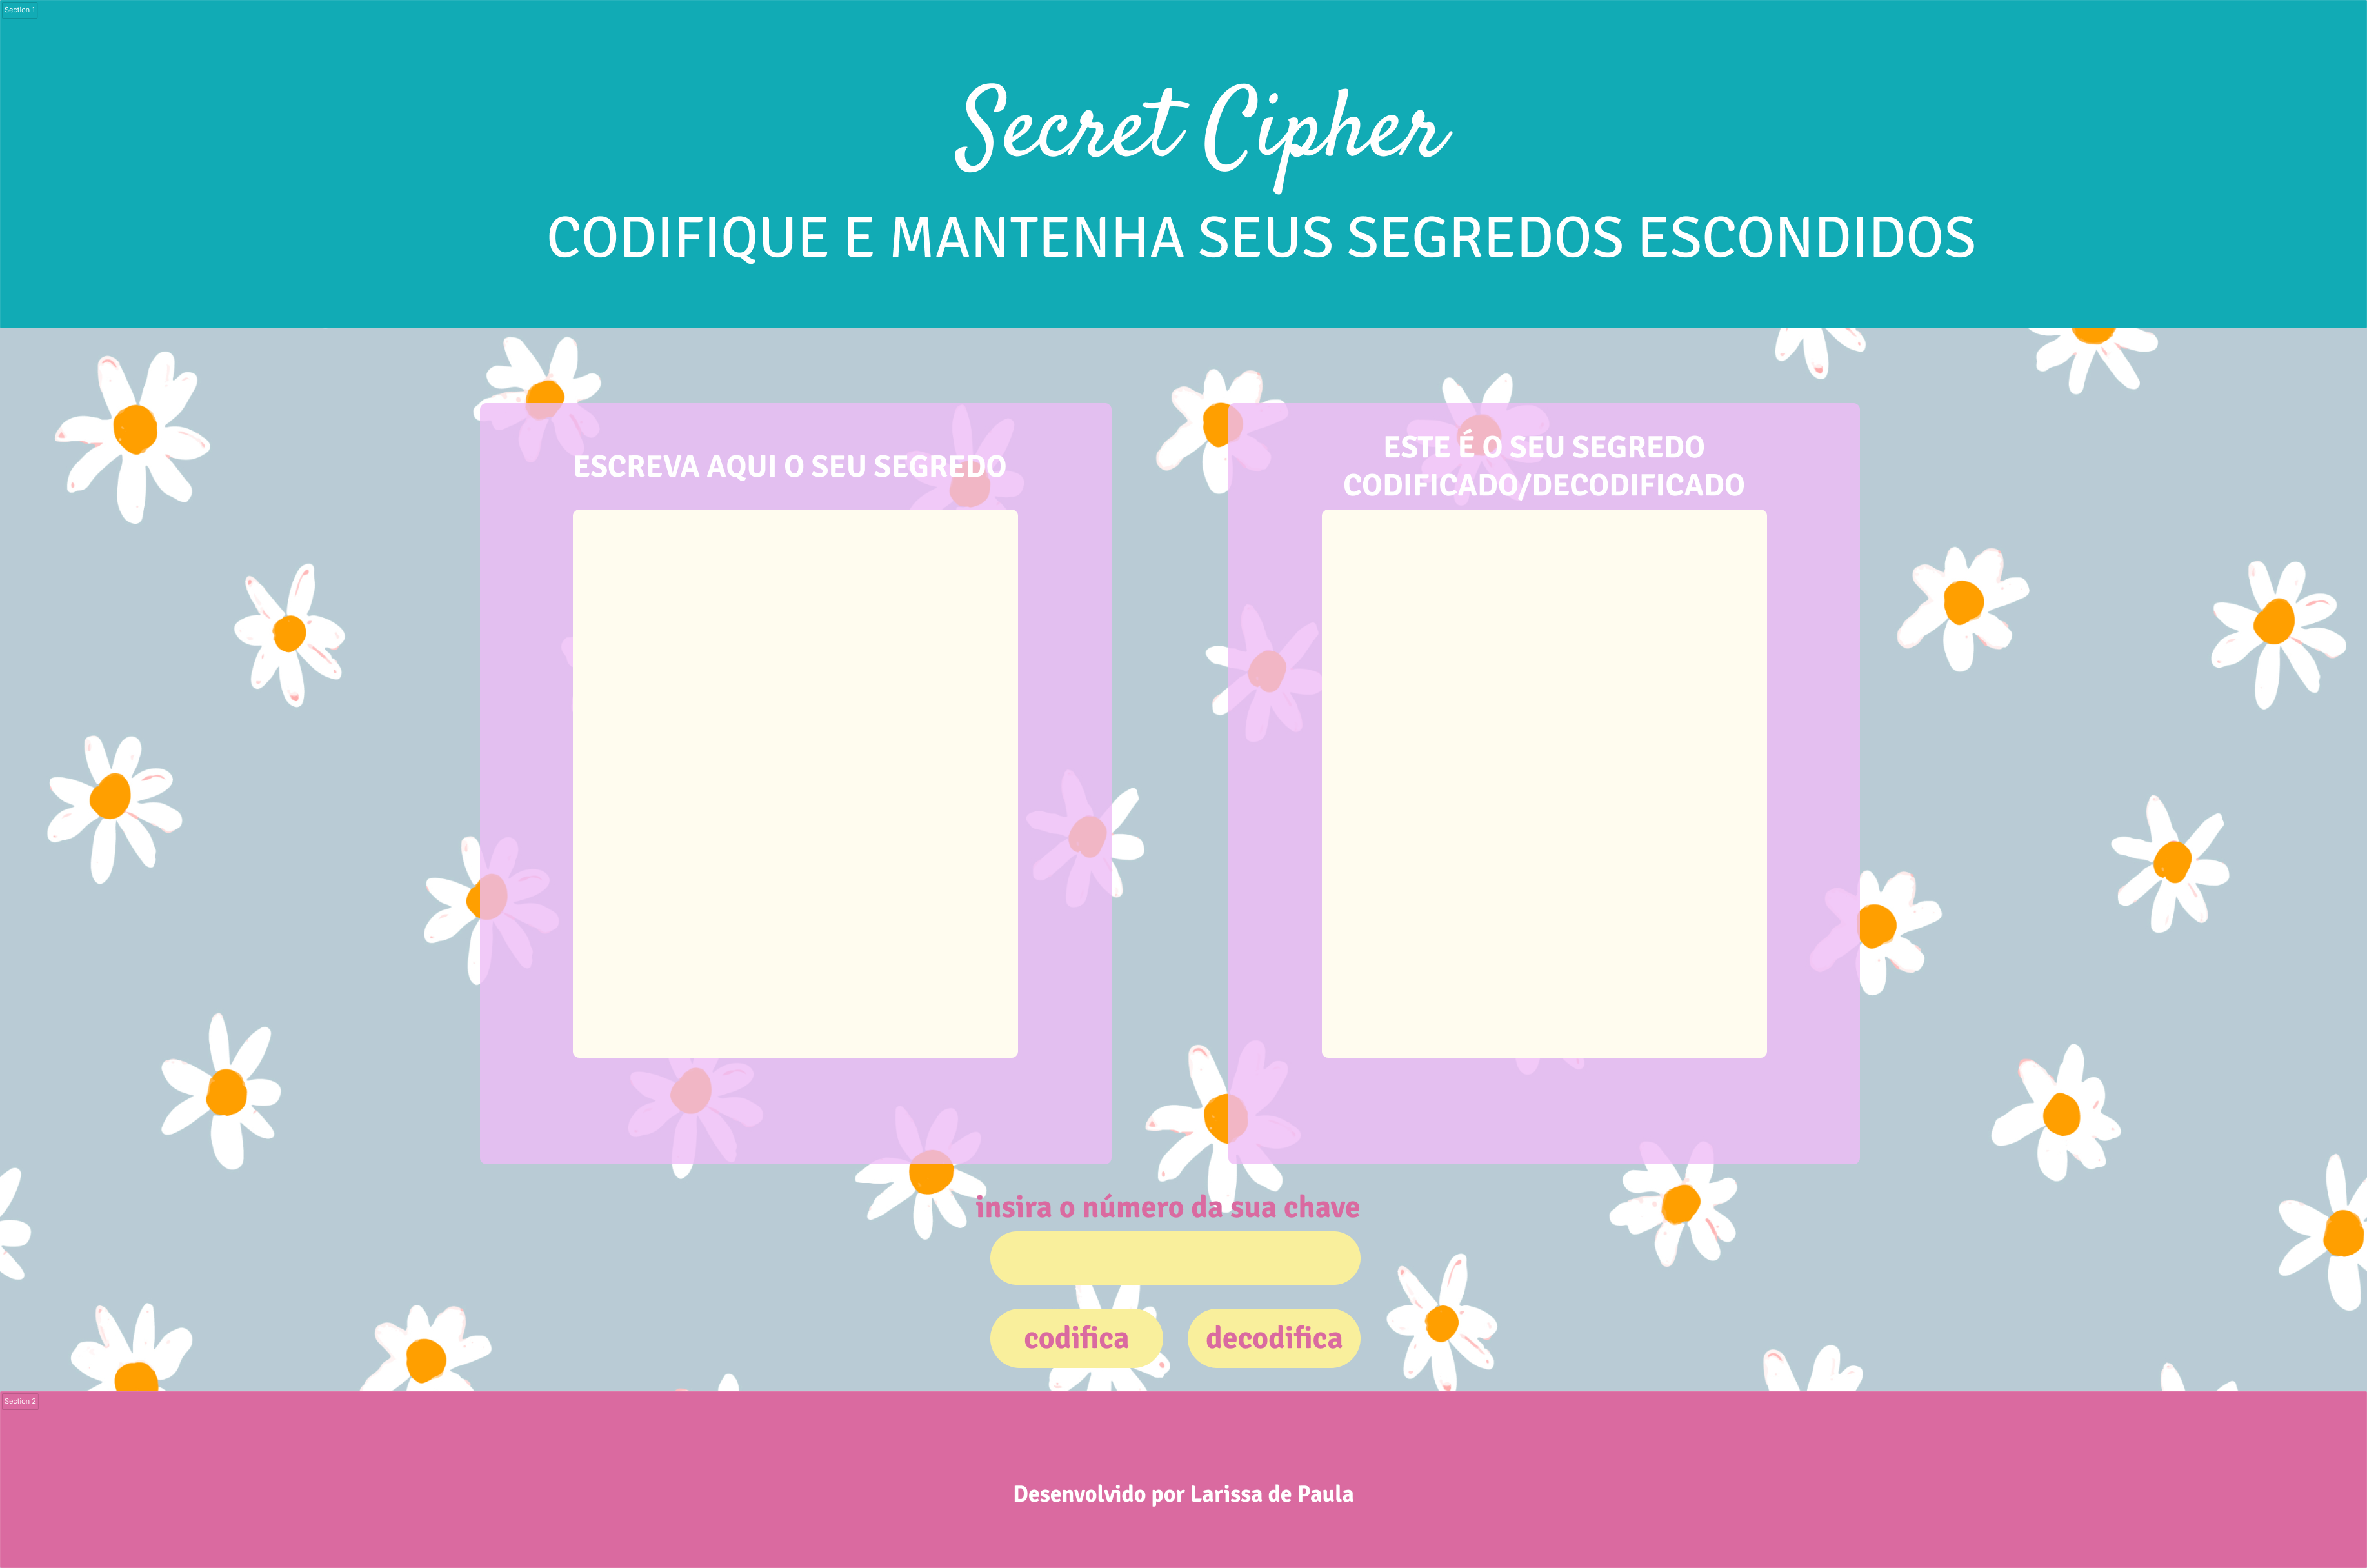 Section 1
Secret Cipher
CODIFIQUE E MANTENHA SEUS SEGREDOS ESCONDIDOS
ESCREVA AQUI O SEU SEGREDO
ESTE É O SEU SEGREDO
CODIFICADO/DECODIFICADO
insira o número da sua chave
codifica
decodifica
Section 2
Desenvolvido por Larissa de Paula